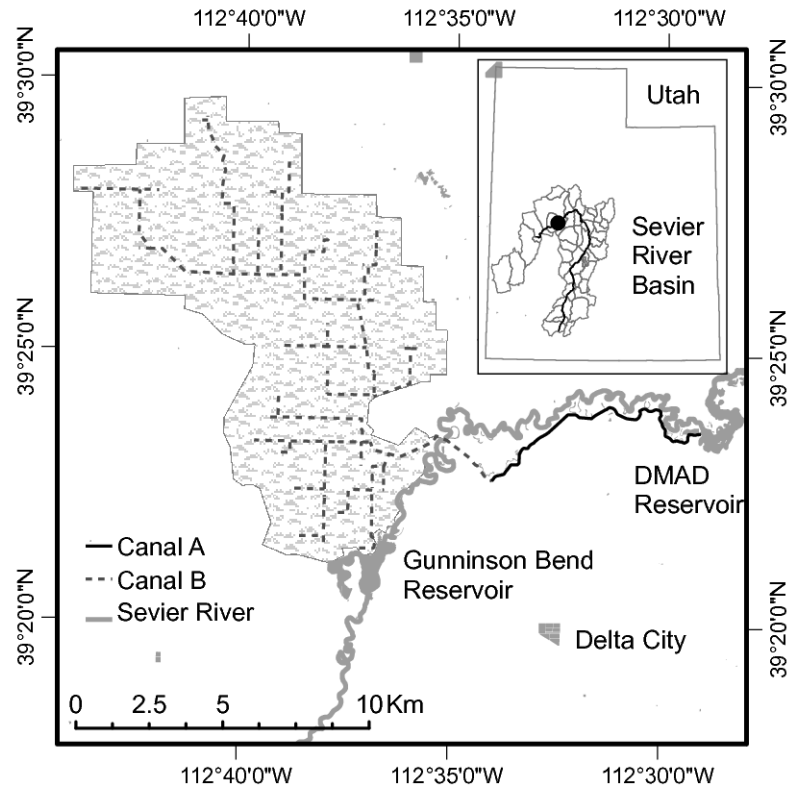 112°40'0"W
112°35'0"W
112°30'0"W
39°30'0"N
39°30'0"N
Utah
Sevier
River
Basin
39°25'0"N
39°25'0"N
DMAD
Reservoir
Canal A
Canal B
Sevier River
Gunninson Bend
Reservoir
39°20'0"N
39°20'0"N
Delta City
0 2.5 5 10 Km
112°40'0"W
112°35'0"W
112°30'0"W